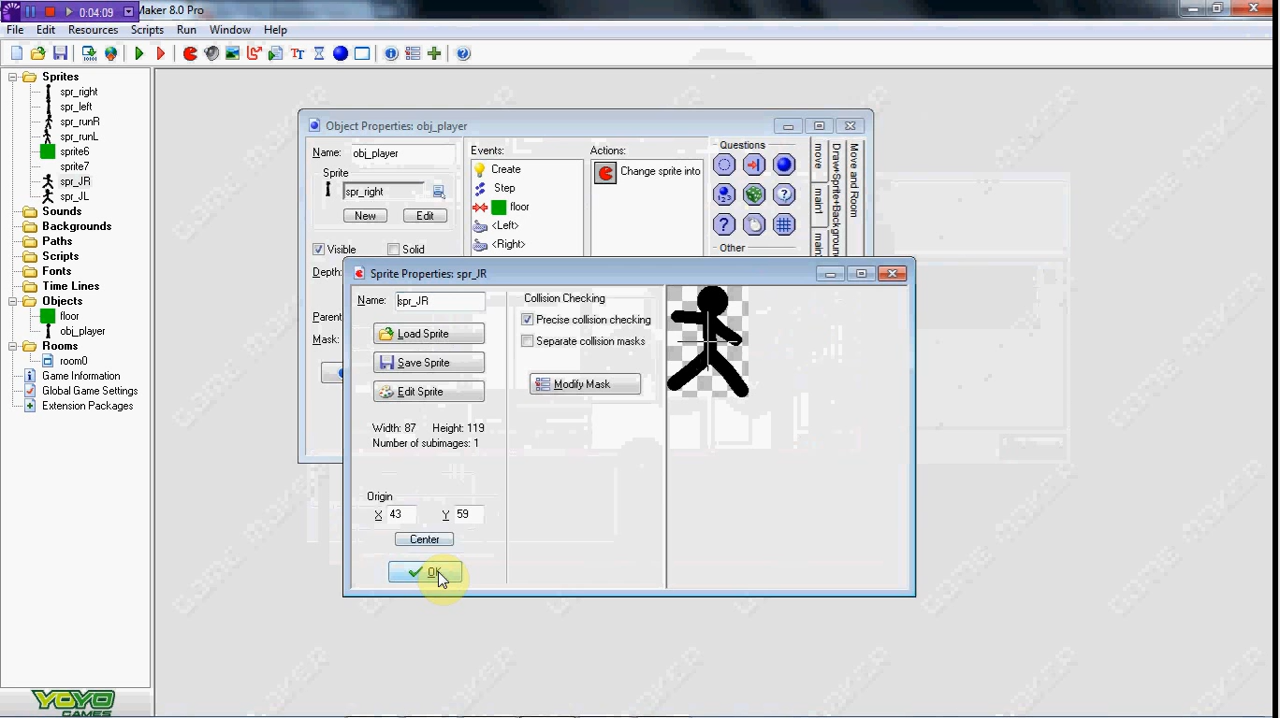 00:04:09
Maker 8.0 Pro
File Edit Resources Scripts Run Window Help
Sprites
spr_right
spr_left
spr_runR
spr_runL
sprite6
sprite7
spr_JR
spr_JL
Sounds
Backgrounds
Paths
Scripts
Fonts
Time Lines
Objects
floor
obj_player
Rooms
room0
Game Information
Global Game Settings
Extension Packages
YOYO
GAMES
Object Properties: obj_player
Name: obj_player
Sprite
spr_right
New Edit
Visible Solid
Depth:
Parent
Mask:
Events:
Create
Step
floor
<Left>
<Right>
Actions:
Change sprite into
Questions
Other
move
main1
main
Move and Room
Draw+Sprite+Background
Sprite Properties: spr_JR
Name: spr_JR
Load Sprite
Save Sprite
Edit Sprite
Width: 87 Height: 119
Number of subimages: 1
Origin
X 43 Y 59
Center
OK
Collision Checking
Precise collision checking
Separate collision masks
Modify Mask
GAME MAKER